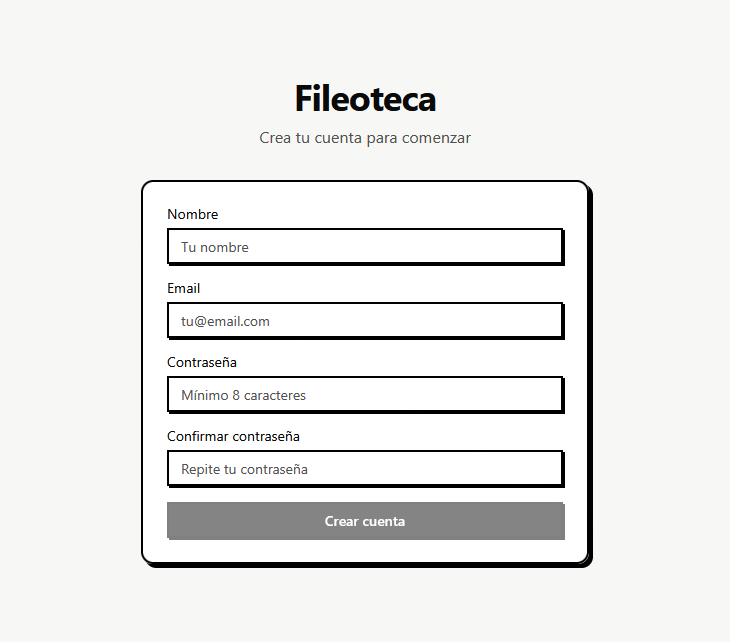 Fileoteca
Crea tu cuenta para comenzar
Nombre
Tu nombre
Email
tu@email.com
Contraseña
Mínimo 8 caracteres
Confirmar contraseña
Repite tu contraseña
Crear cuenta